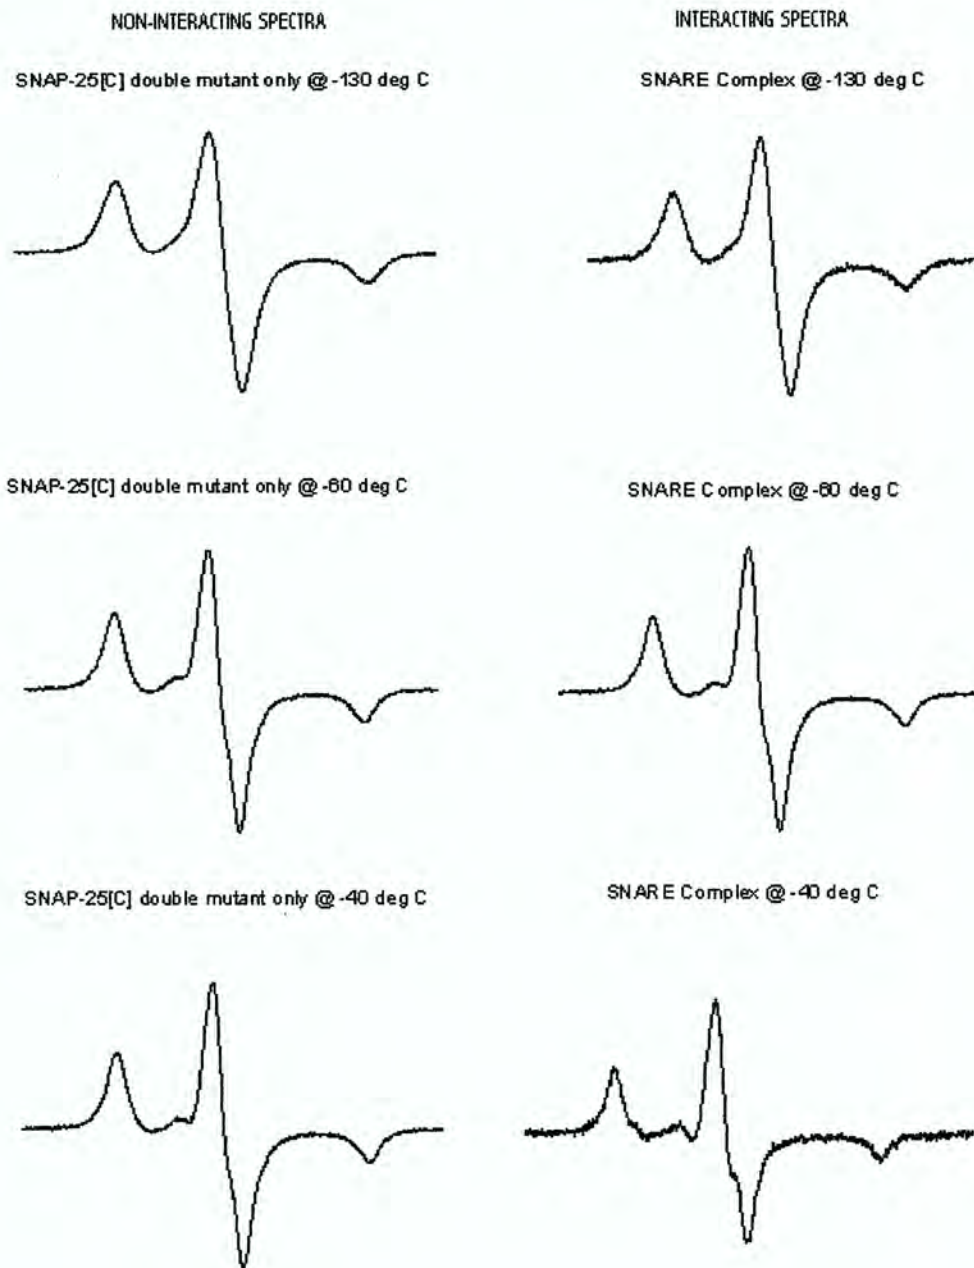 NON-INTERACTING SPECTRA
INTERACTING SPECTRA
SNAP-25[C] double mutant only @ -130 deg C
SNARE Complex @ -130 deg C
SNAP-25[C] double mutant only @ -60 deg C
SNARE Complex @ -60 deg C
SNAP-25[C] double mutant only @ -40 deg C
SNARE Complex @ -40 deg C